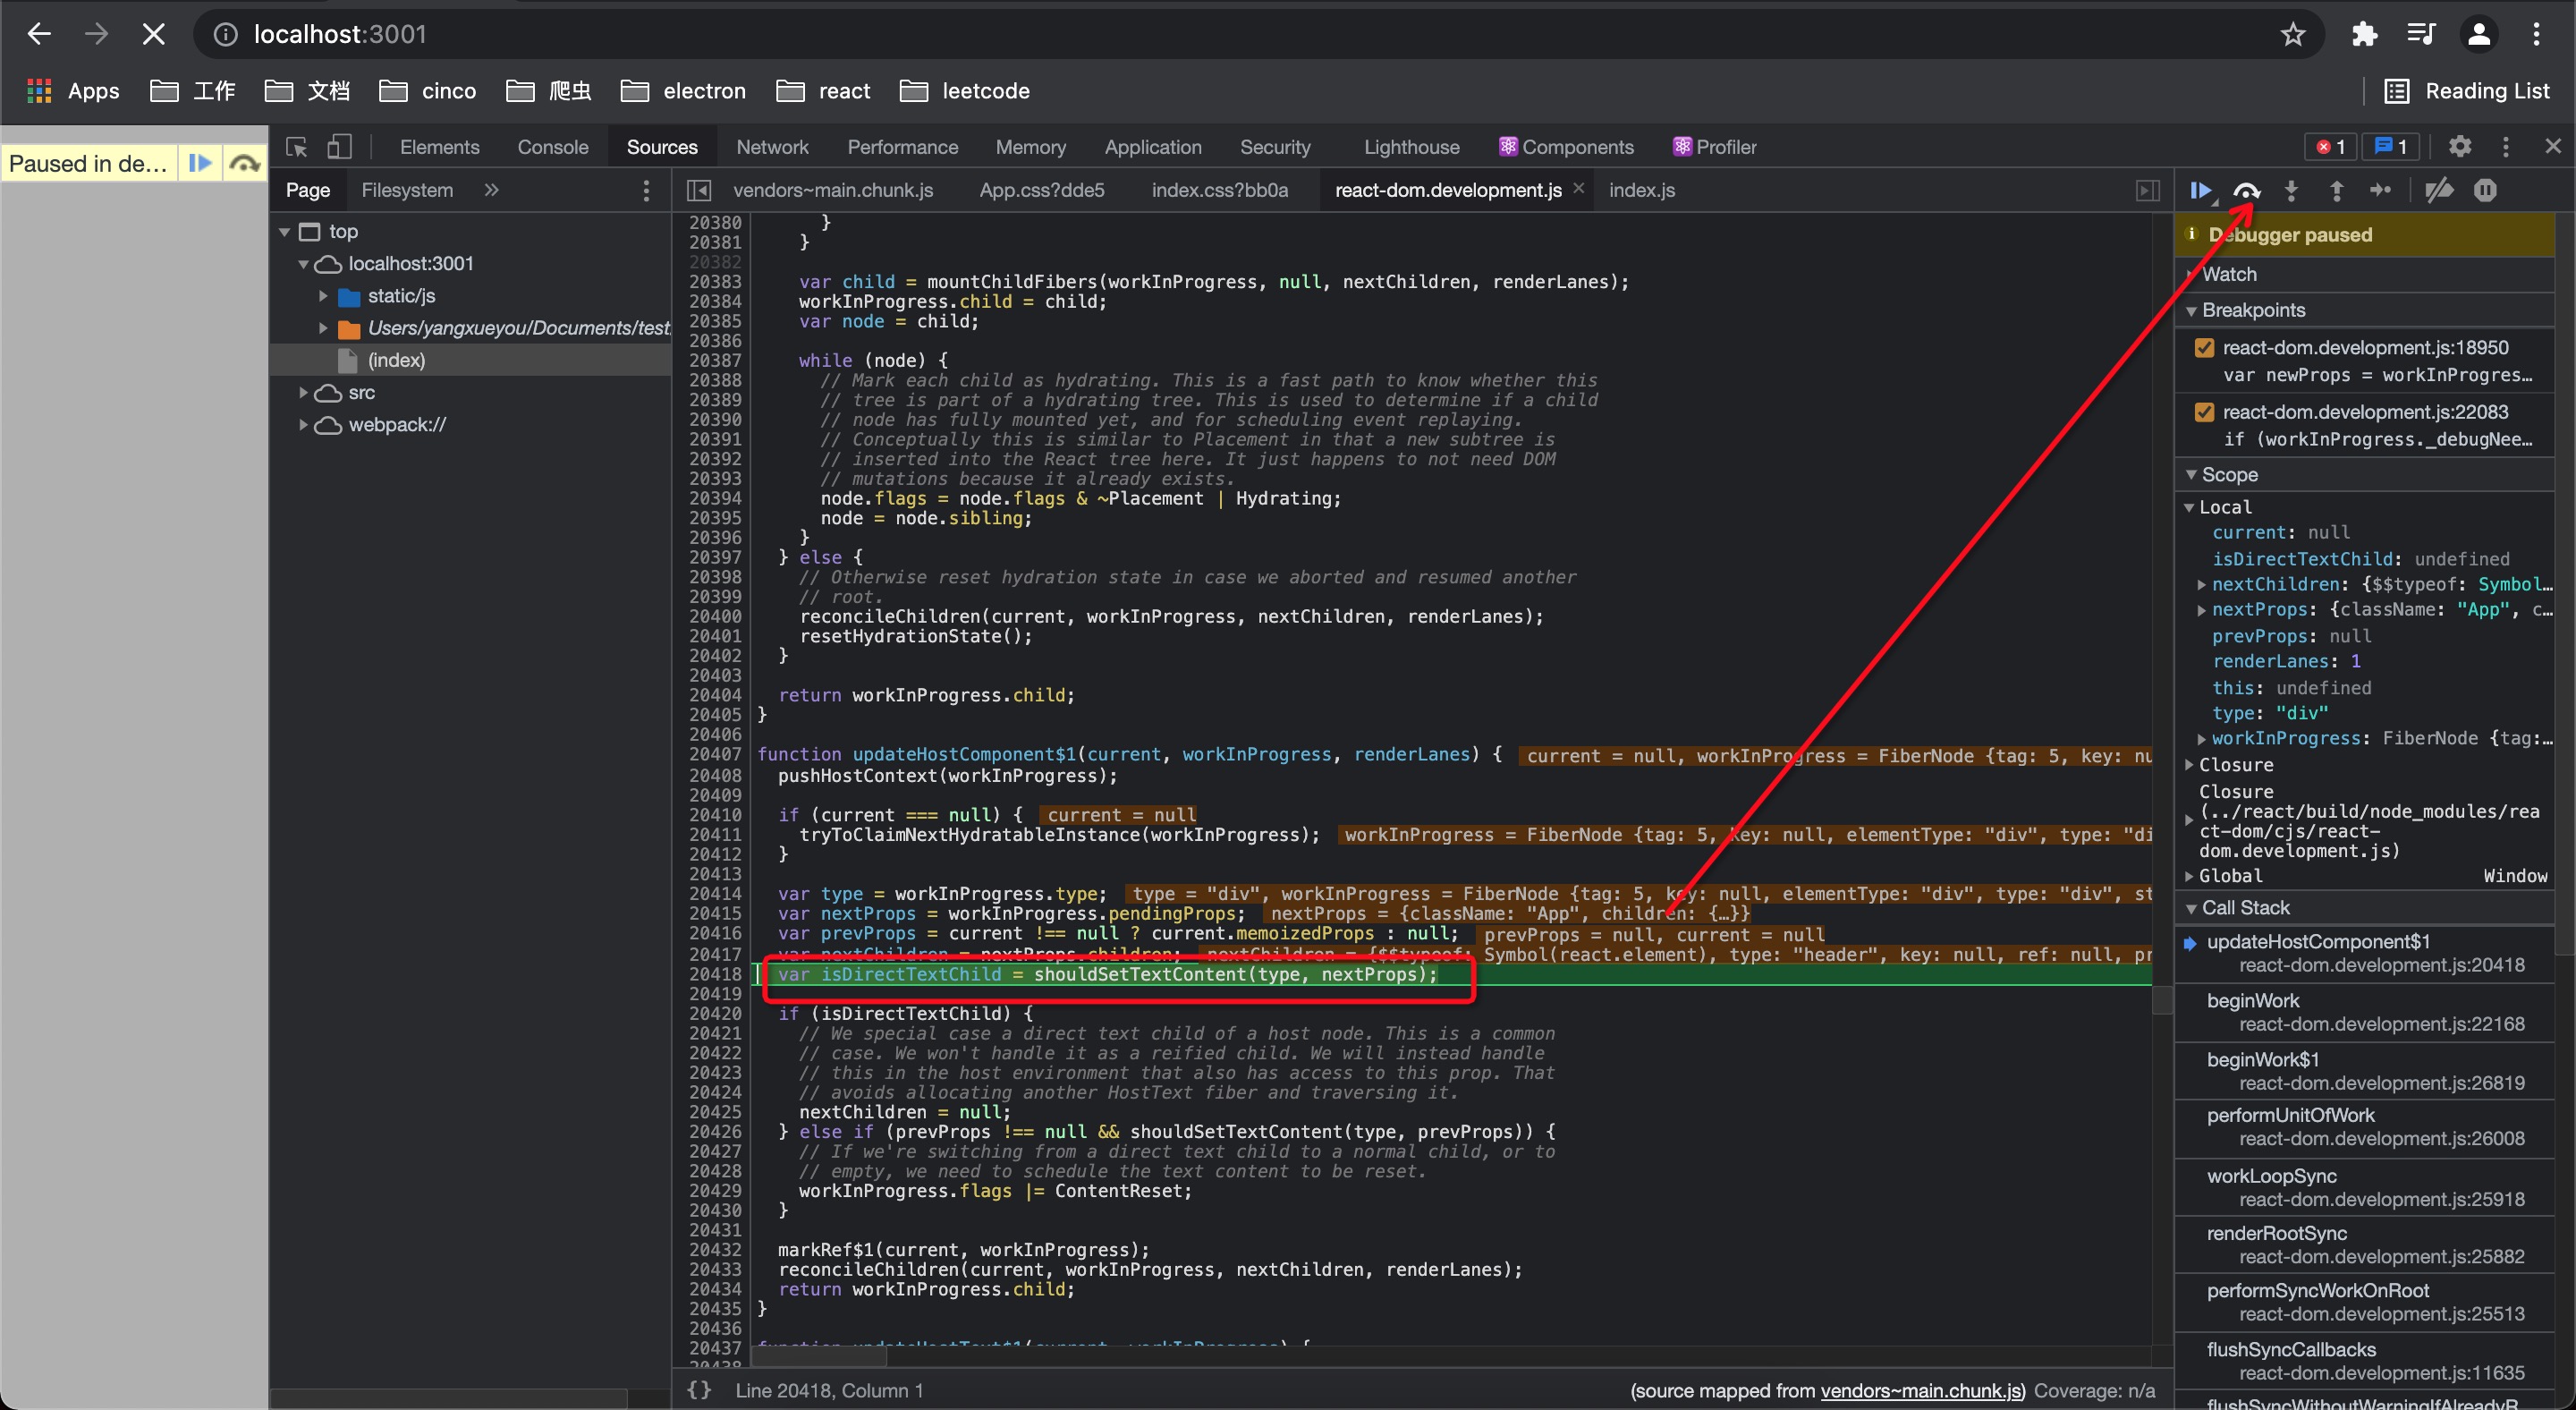 localhost:3001
Apps 工作 文档 cinco 爬虫 electron react leetcode Reading List
Paused in de…
Elements Console Sources Network Performance Memory Application Security Lighthouse Components Profiler 1 1
Page Filesystem »
vendors~main.chunk.js App.css?dde5 index.css?bb0a react-dom.development.js × index.js
top
localhost:3001
static/js
Users/yangxueyou/Documents/test
(index)
src
webpack://
20380       }
20381     }
20382
20383     var child = mountChildFibers(workInProgress, null, nextChildren, renderLanes);
20384     workInProgress.child = child;
20385     var node = child;
20386
20387     while (node) {
20388       // Mark each child as hydrating. This is a fast path to know whether this
20389       // tree is part of a hydrating tree. This is used to determine if a child
20390       // node has fully mounted yet, and for scheduling event replaying.
20391       // Conceptually this is similar to Placement in that a new subtree is
20392       // inserted into the React tree here. It just happens to not need DOM
20393       // mutations because it already exists.
20394       node.flags = node.flags & ~Placement | Hydrating;
20395       node = node.sibling;
20396     }
20397   } else {
20398     // Otherwise reset hydration state in case we aborted and resumed another
20399     // root.
20400     reconcileChildren(current, workInProgress, nextChildren, renderLanes);
20401     resetHydrationState();
20402   }
20403
20404   return workInProgress.child;
20405 }
20406
20407 function updateHostComponent$1(current, workInProgress, renderLanes) { current = null, workInProgress = FiberNode {tag: 5, key: nu
20408   pushHostContext(workInProgress);
20409
20410   if (current === null) { current = null
20411     tryToClaimNextHydratableInstance(workInProgress); workInProgress = FiberNode {tag: 5, key: null, elementType: "div", type: "di
20412   }
20413
20414   var type = workInProgress.type; type = "div", workInProgress = FiberNode {tag: 5, key: null, elementType: "div", type: "div", st
20415   var nextProps = workInProgress.pendingProps; nextProps = {className: "App", children: {…}}
20416   var prevProps = current !== null ? current.memoizedProps : null; prevProps = null, current = null
20417   var nextChildren = nextProps.children; nextChildren = {$$typeof: Symbol(react.element), type: "header", key: null, ref: null, pr
20418   var isDirectTextChild = shouldSetTextContent(type, nextProps);
20419
20420   if (isDirectTextChild) {
20421     // We special case a direct text child of a host node. This is a common
20422     // case. We won't handle it as a reified child. We will instead handle
20423     // this in the host environment that also has access to this prop. That
20424     // avoids allocating another HostText fiber and traversing it.
20425     nextChildren = null;
20426   } else if (prevProps !== null && shouldSetTextContent(type, prevProps)) {
20427     // If we're switching from a direct text child to a normal child, or to
20428     // empty, we need to schedule the text content to be reset.
20429     workInProgress.flags |= ContentReset;
20430   }
20431
20432   markRef$1(current, workInProgress);
20433   reconcileChildren(current, workInProgress, nextChildren, renderLanes);
20434   return workInProgress.child;
20435 }
20436
20437 function updateHostText$1(current, workInProgress) {
20438
{} Line 20418, Column 1 (source mapped from vendors~main.chunk.js) Coverage: n/a
Debugger paused
Watch
Breakpoints
react-dom.development.js:18950
var newProps = workInProgres…
react-dom.development.js:22083
if (workInProgress._debugNee…
Scope
Local
current: null
isDirectTextChild: undefined
nextChildren: {$$typeof: Symbol…
nextProps: {className: "App", c…
prevProps: null
renderLanes: 1
this: undefined
type: "div"
workInProgress: FiberNode {tag:…
Closure
Closure
(../react/build/node_modules/rea
ct-dom/cjs/react-
dom.development.js)
Global Window
Call Stack
updateHostComponent$1
react-dom.development.js:20418
beginWork
react-dom.development.js:22168
beginWork$1
react-dom.development.js:26819
performUnitOfWork
react-dom.development.js:26008
workLoopSync
react-dom.development.js:25918
renderRootSync
react-dom.development.js:25882
performSyncWorkOnRoot
react-dom.development.js:25513
flushSyncCallbacks
react-dom.development.js:11635
flushSyncWithoutWarningIfAlreadyR